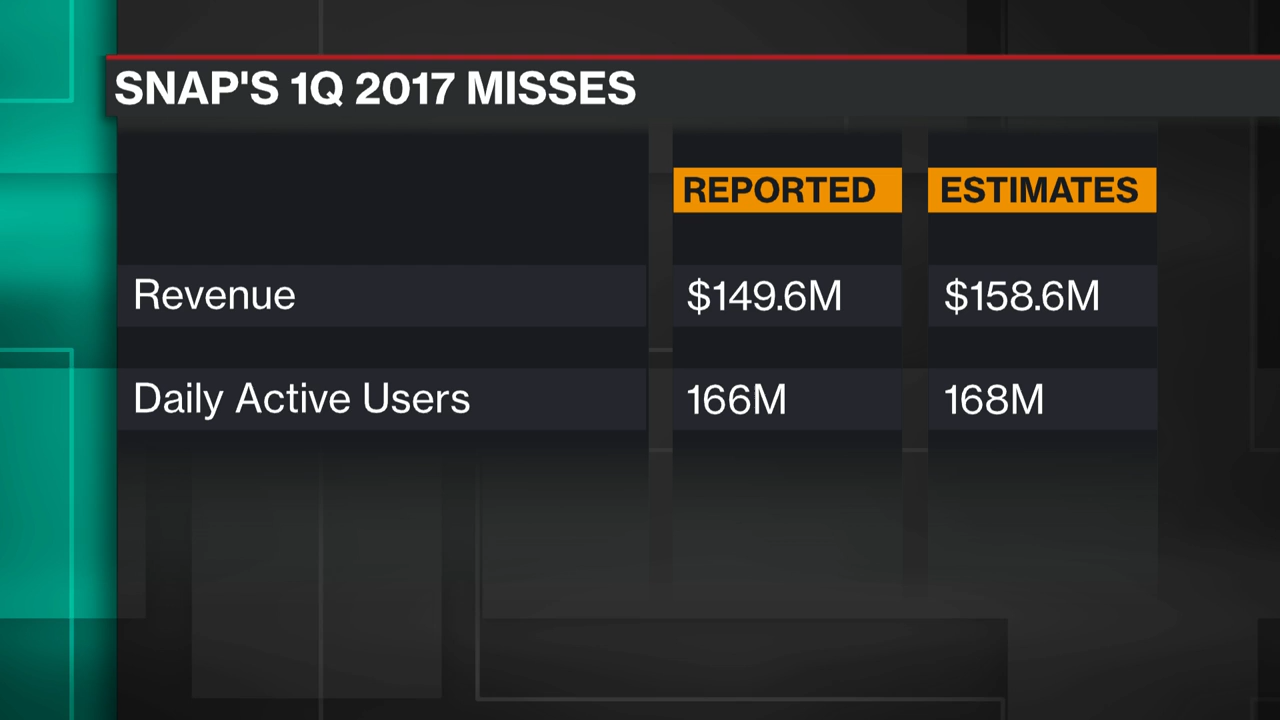 SNAP'S 1Q 2017 MISSES
REPORTED ESTIMATES
Revenue $149.6M $158.6M
Daily Active Users 166M 168M